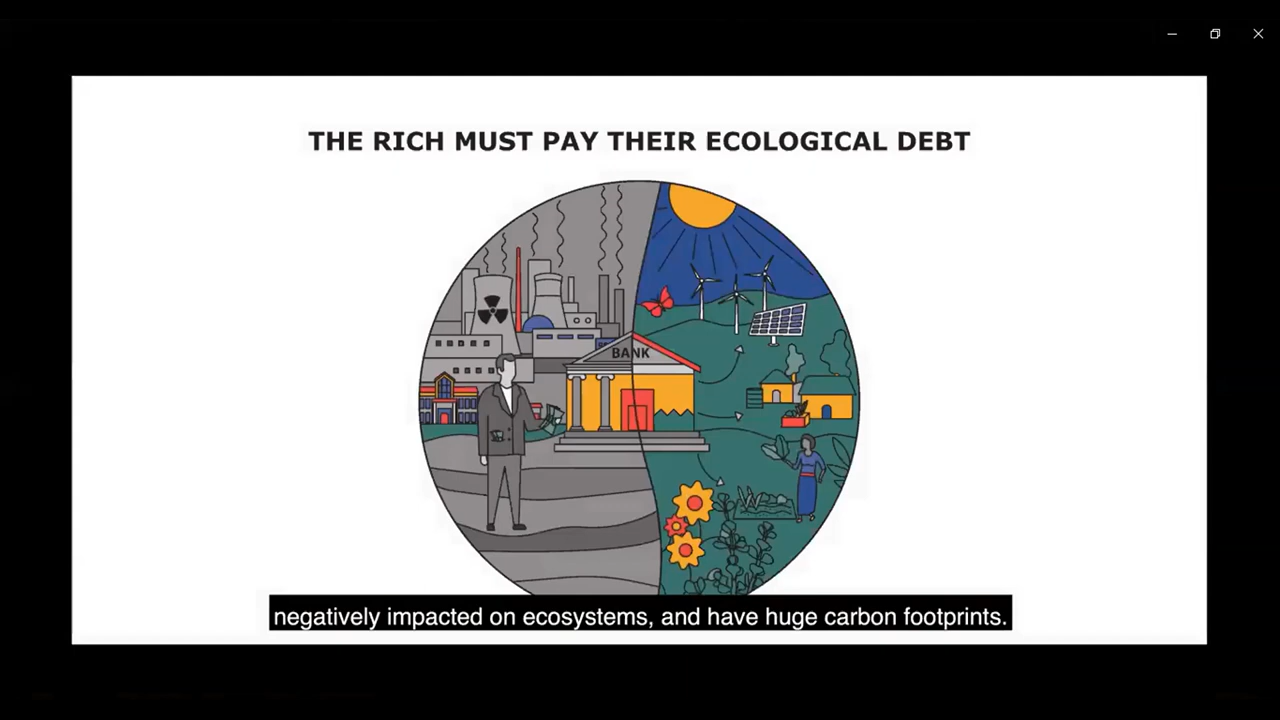 THE RICH MUST PAY THEIR ECOLOGICAL DEBT
BANK
negatively impacted on ecosystems, and have huge carbon footprints.